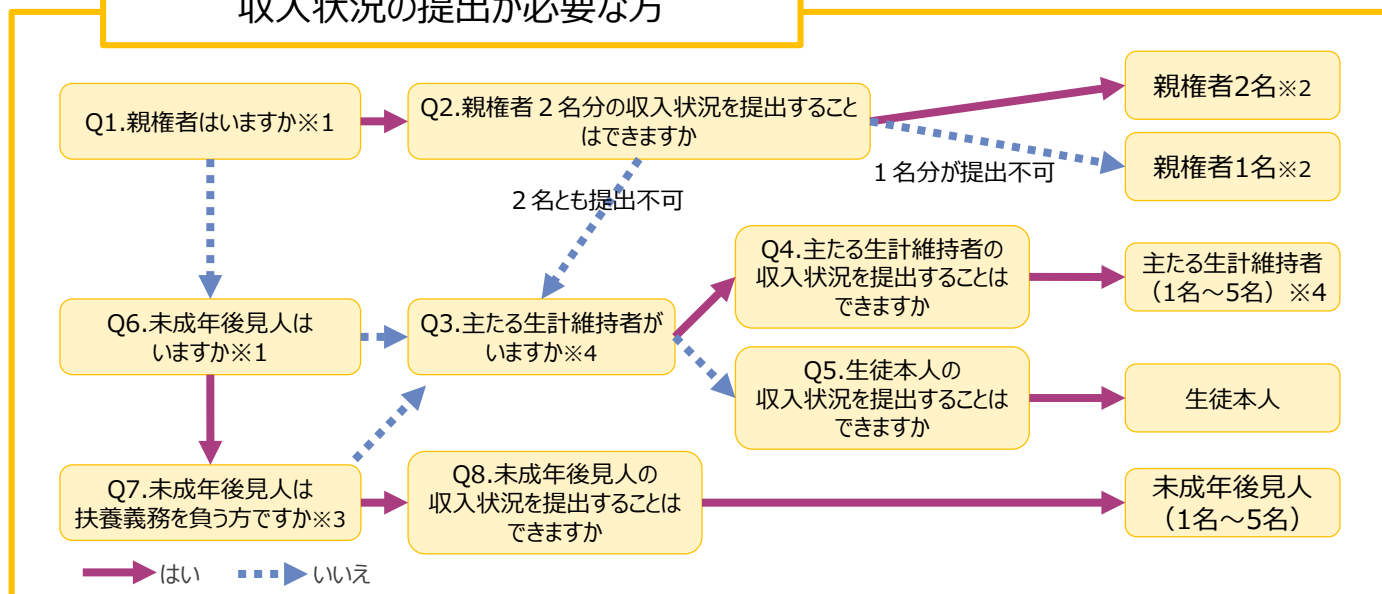 収入状況の提出が必要な方
Q1.親権者はいますか※1
Q2.親権者２名分の収入状況を提出すること
はできますか
親権者2名※2
１名分が提出不可
親権者1名※2
２名とも提出不可
Q4.主たる生計維持者の
収入状況を提出することは
できますか
主たる生計維持者
（1名～5名）※4
Q6.未成年後見人は
いますか※1
Q3.主たる生計維持者が
いますか※4
Q5.生徒本人の
収入状況を提出することは
できますか
生徒本人
Q7.未成年後見人は
扶養義務を負う方ですか※3
Q8.未成年後見人の
収入状況を提出することは
できますか
未成年後見人
（1名～5名）
はい
いいえ